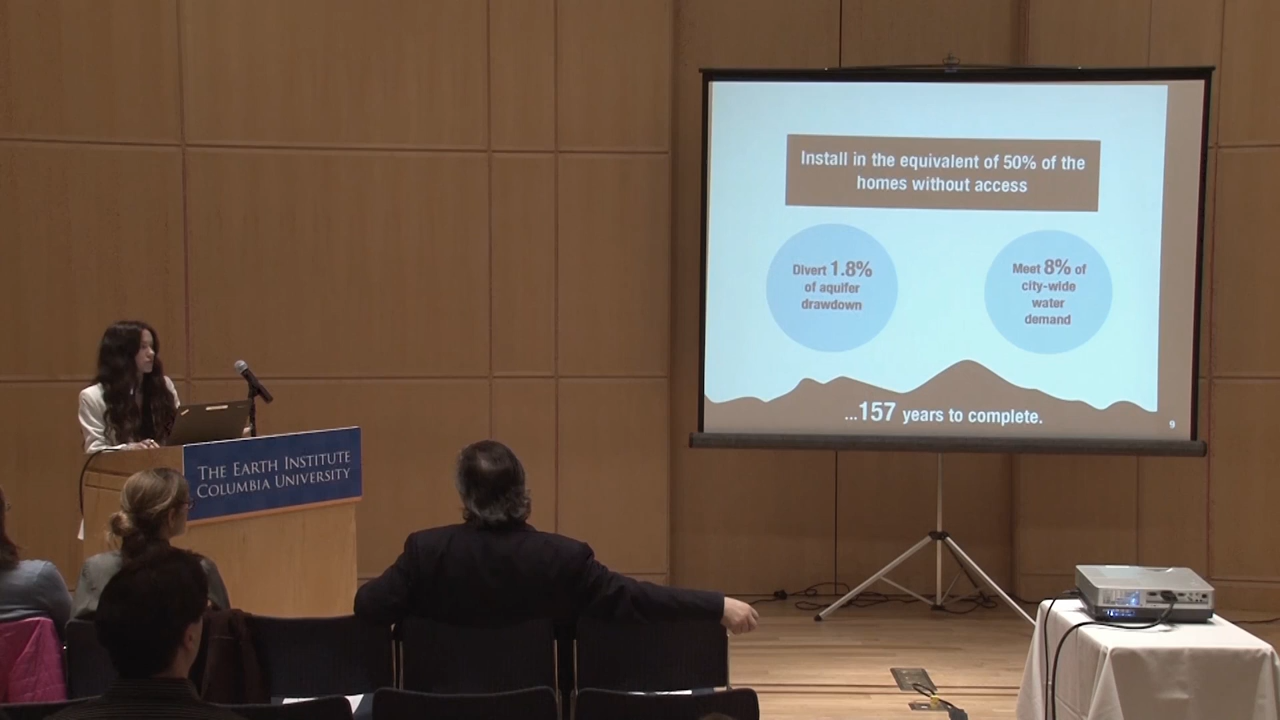 Install in the equivalent of 50% of the
homes without access
Divert 1.8%
of aquifer
drawdown
Meet 8% of
city-wide
water
demand
...157 years to complete.
9
THE EARTH INSTITUTE
COLUMBIA UNIVERSITY